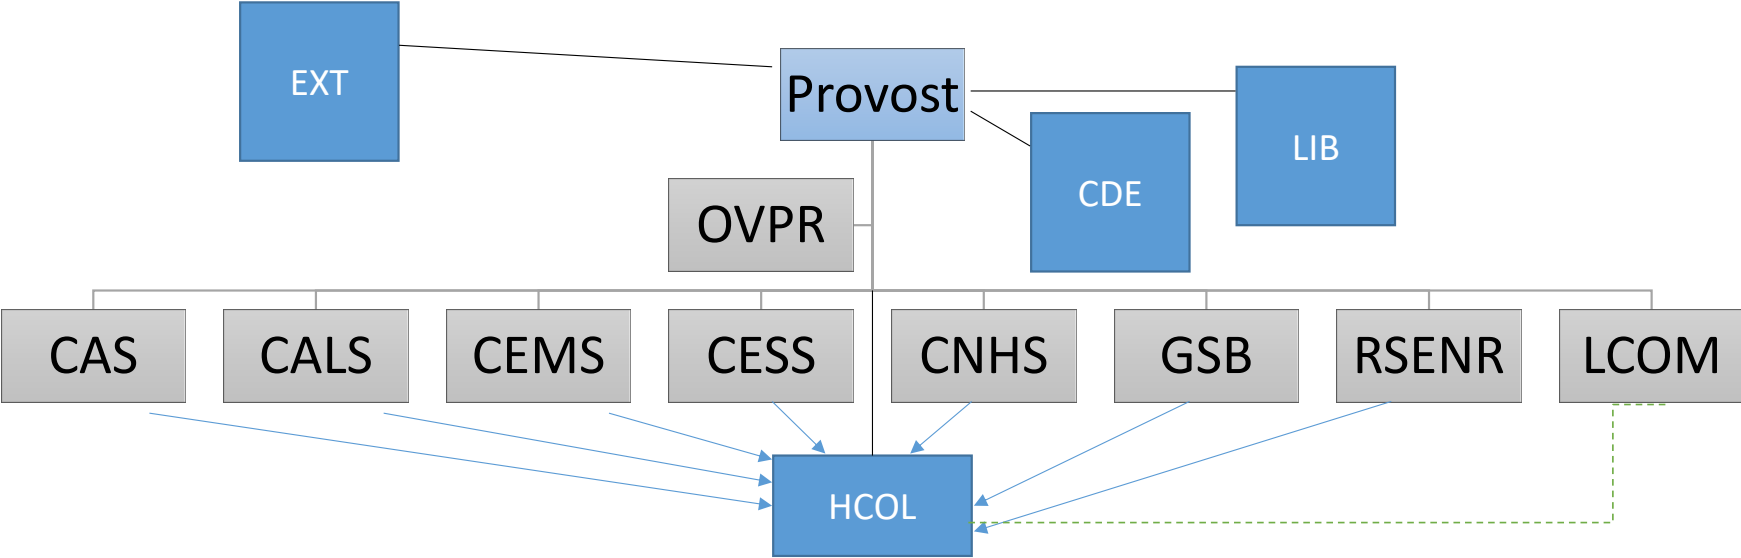 EXT
Provost
LIB
CDE
OVPR
CAS
CALS
CEMS
CESS
CNHS
GSB
RSENR
LCOM
HCOL